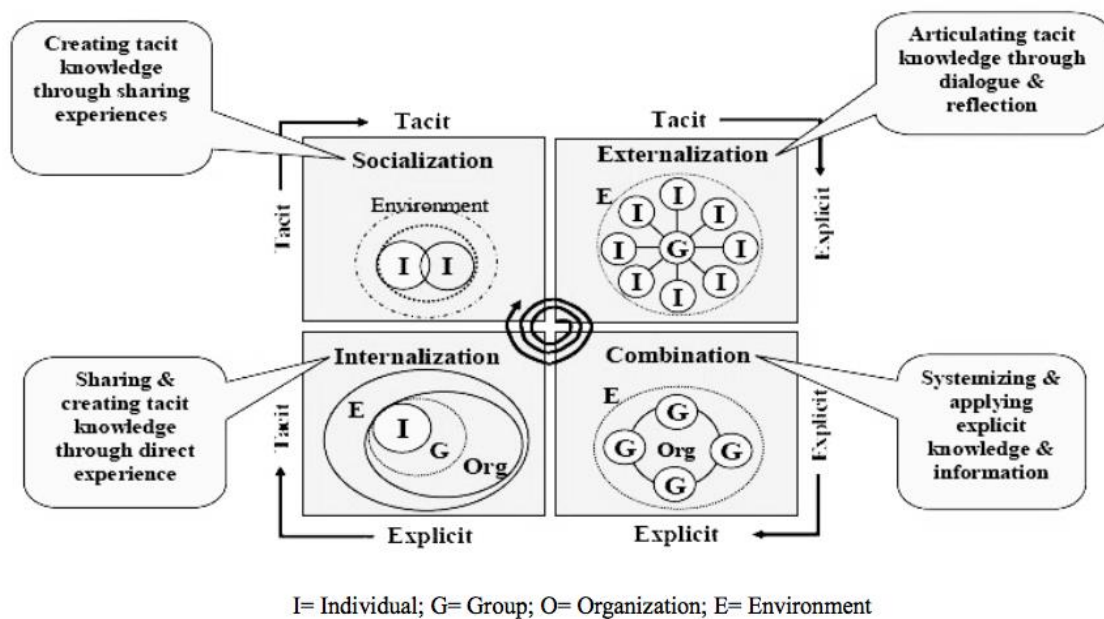 Creating tacit
knowledge
through sharing
experiences
Articulating tacit
knowledge through
dialogue &
reflection
Tacit
Tacit
Socialization
Environment
I I
Tacit
Externalization
E
I
I
I
I
I
I
I
I
G
Explicit
Internalization
E
I
G
Org
Tacit
Explicit
Combination
E
G
G
Org
G
G
Explicit
Explicit
Sharing &
creating tacit
knowledge
through direct
experience
Systemizing &
applying
explicit
knowledge &
information
I= Individual; G= Group; O= Organization; E= Environment